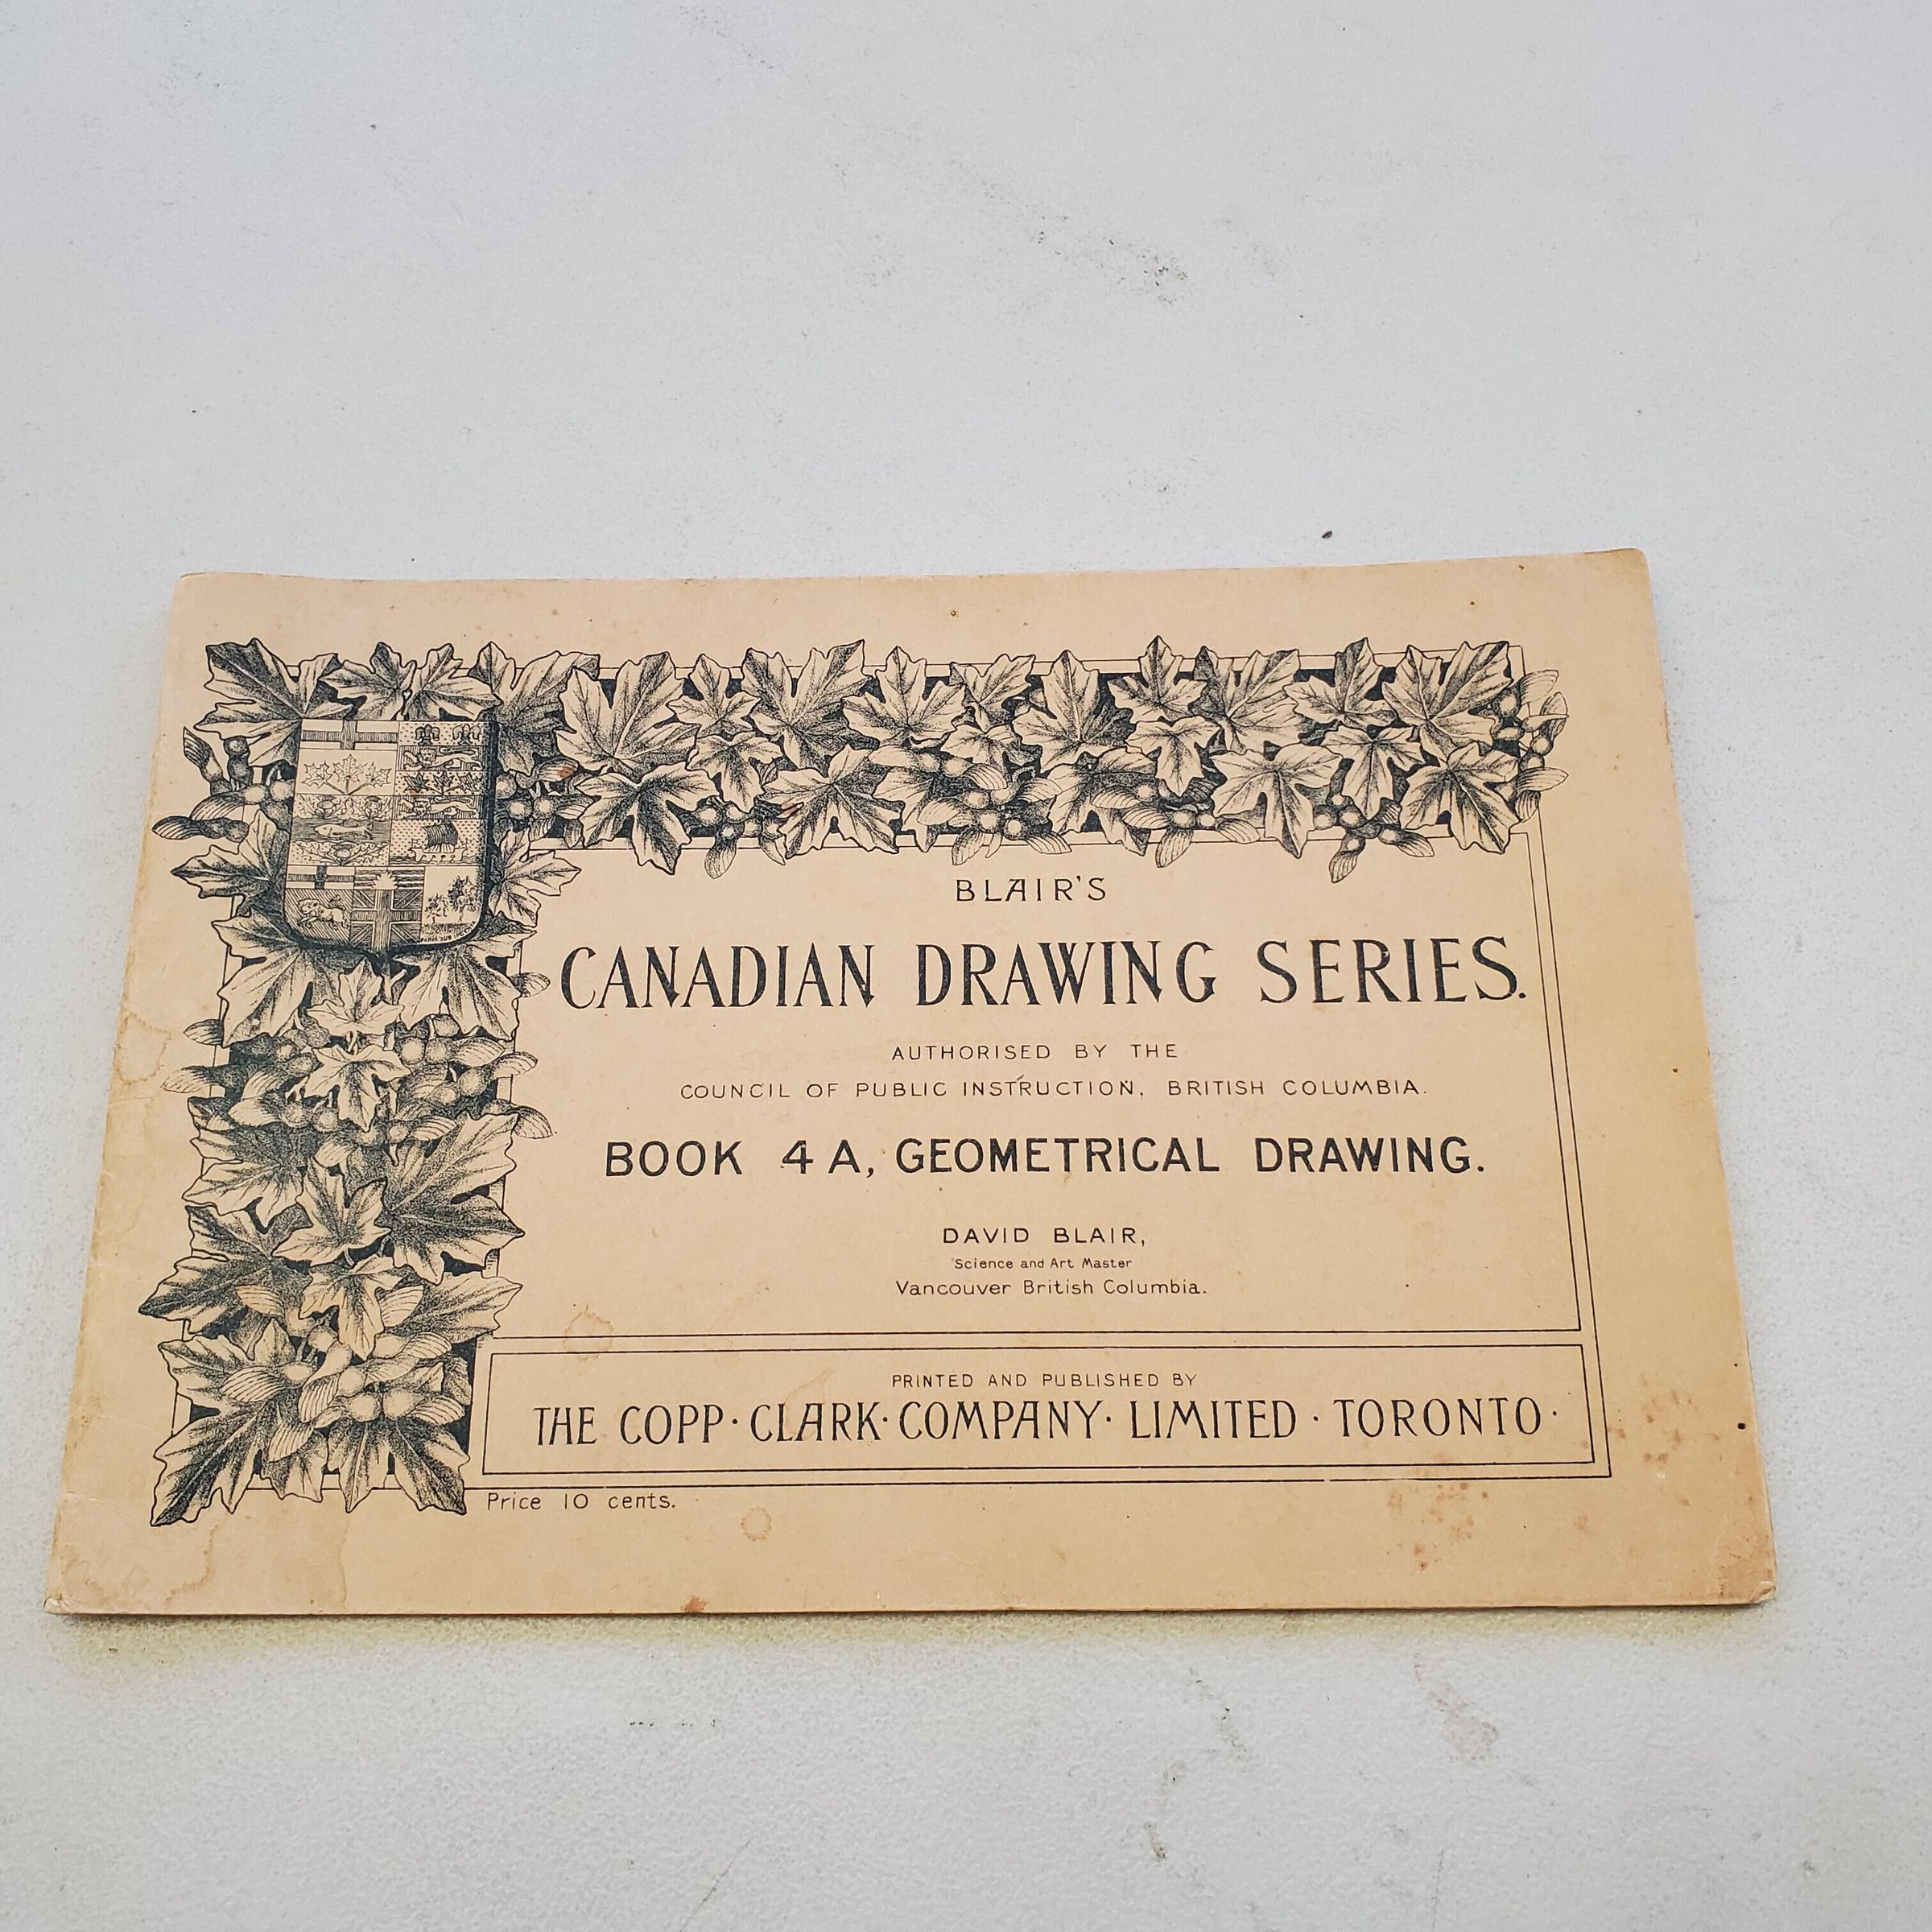 BLAIR'S
CANADIAN DRAWING SERIES.
AUTHORISED BY THE
COUNCIL OF PUBLIC INSTRUCTION, BRITISH COLUMBIA.
BOOK 4 A, GEOMETRICAL DRAWING.
DAVID BLAIR,
Science and Art Master
Vancouver British Columbia.
PRINTED AND PUBLISHED BY
THE COPP·CLARK·COMPANY·LIMITED·TORONTO·
Price 10 cents.